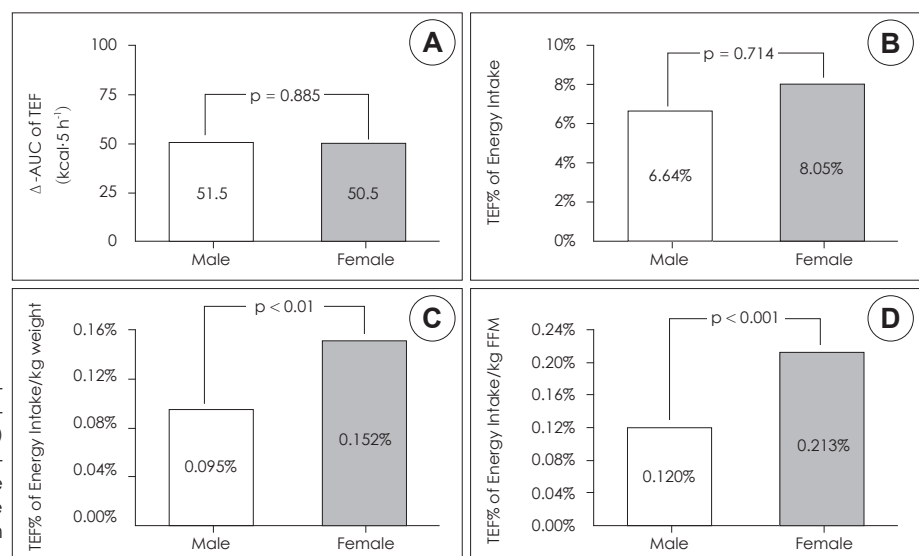 A
Δ-AUC of TEF
(kcal·5 h⁻¹)
100
75
50
25
0
p = 0.885
51.5
50.5
Male
Female
B
TEF% of Energy Intake
10%
8%
6%
4%
2%
0%
p = 0.714
6.64%
8.05%
Male
Female
C
TEF% of Energy Intake/kg weight
0.16%
0.12%
0.08%
0.04%
0.00%
p < 0.01
0.095%
0.152%
Male
Female
D
TEF% of Energy Intake/kg FFM
0.24%
0.20%
0.16%
0.12%
0.08%
0.04%
0.00%
p < 0.001
0.120%
0.213%
Male
Female